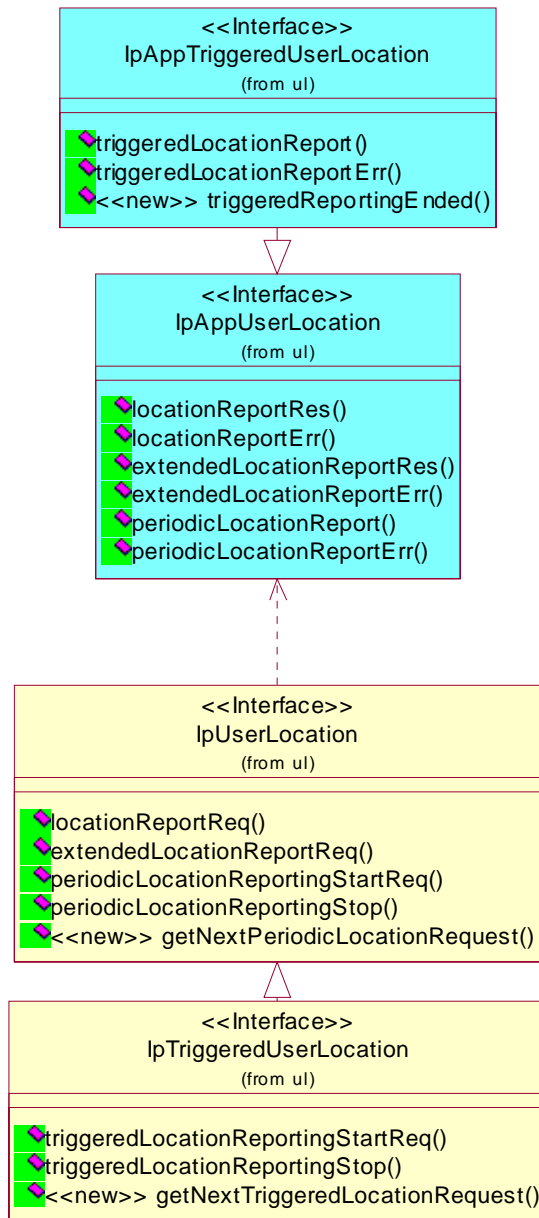 <<Interface>>
IpAppTriggeredUserLocation
(from ul)
triggeredLocationReport()
triggeredLocationReportErr()
<<new>> triggeredReportingEnded()
<<Interface>>
IpAppUserLocation
(from ul)
locationReportRes()
locationReportErr()
extendedLocationReportRes()
extendedLocationReportErr()
periodicLocationReport()
periodicLocationReportErr()
<<Interface>>
IpUserLocation
(from ul)
locationReportReq()
extendedLocationReportReq()
periodicLocationReportingStartReq()
periodicLocationReportingStop()
<<new>> getNextPeriodicLocationRequest()
<<Interface>>
IpTriggeredUserLocation
(from ul)
triggeredLocationReportingStartReq()
triggeredLocationReportingStop()
<<new>> getNextTriggeredLocationRequest()